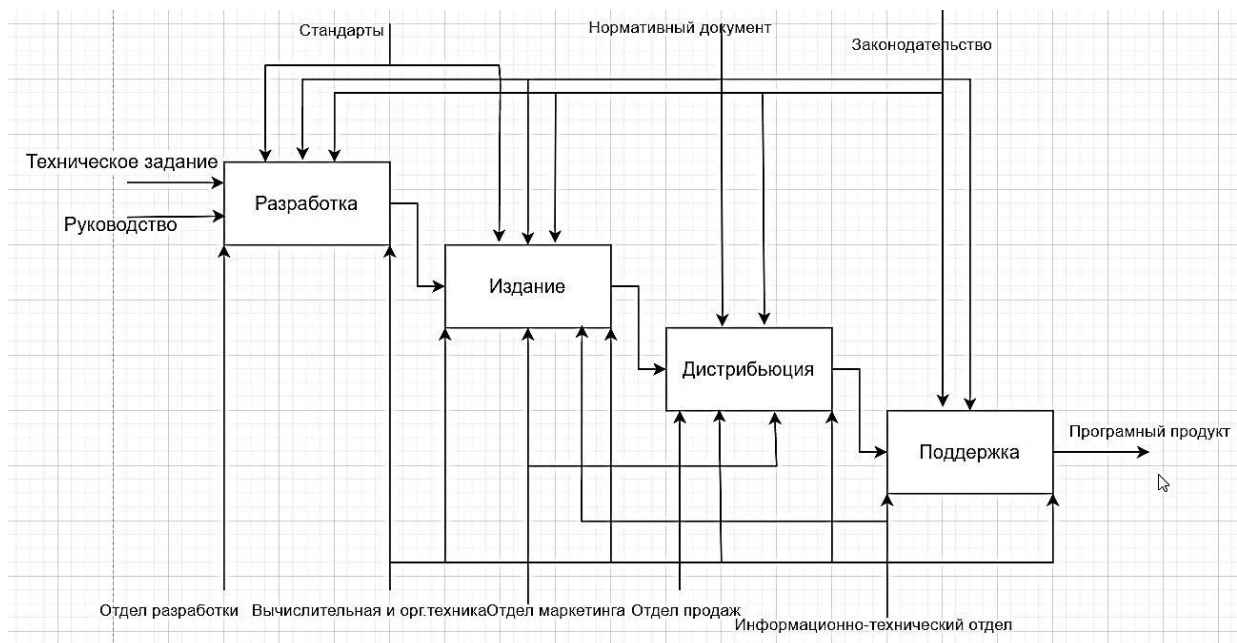 Стандарты
Нормативный документ
Законодательство
Техническое задание
Руководство
Разработка
Издание
Дистрибьюция
Поддержка
Програмный продукт
Отдел разработки
Вычислительная и орг.техника
Отдел маркетинга
Отдел продаж
Информационно-технический отдел